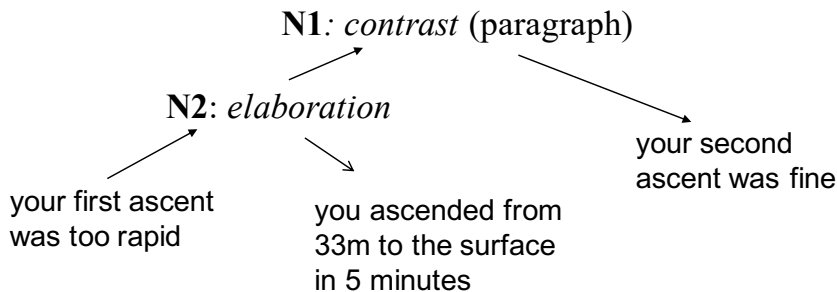 N1: contrast (paragraph)
N2: elaboration
your first ascent
was too rapid
you ascended from
33m to the surface
in 5 minutes
your second
ascent was fine